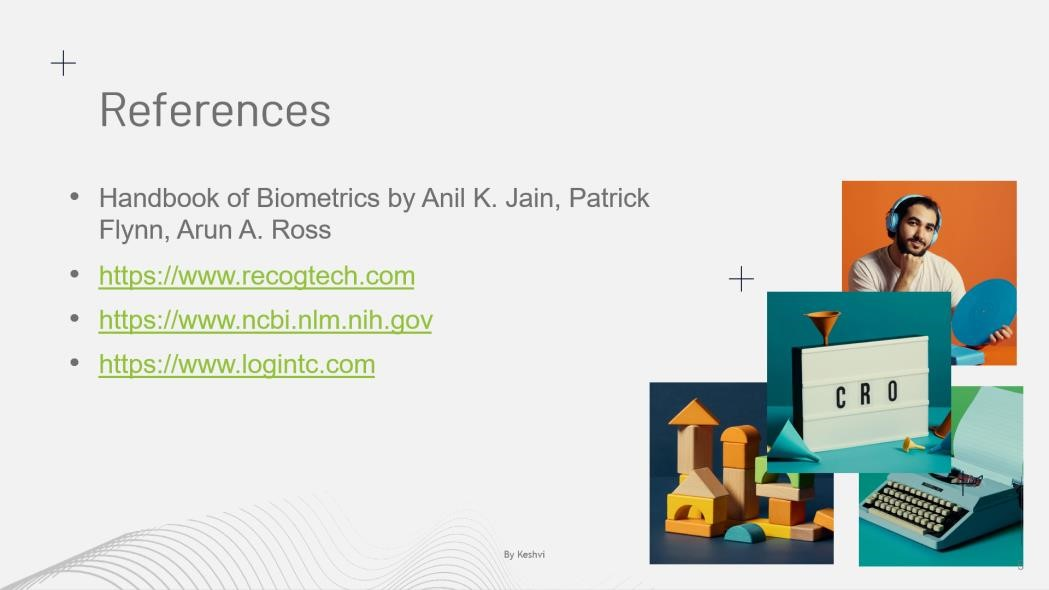 References
• Handbook of Biometrics by Anil K. Jain, Patrick
Flynn, Arun A. Ross
• https://www.recogtech.com
• https://www.ncbi.nlm.nih.gov
• https://www.logintc.com
CRO
By Keshvi